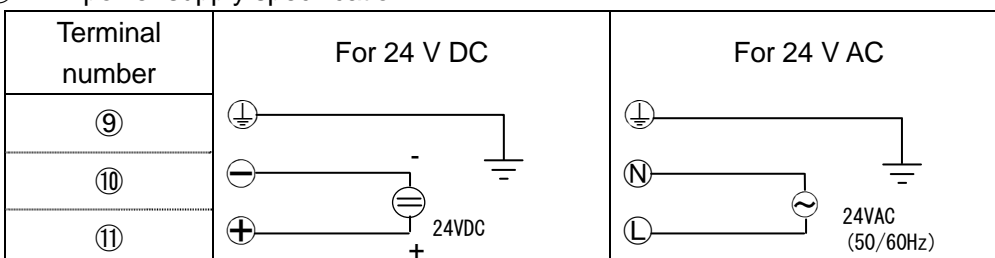 power supply specification
Terminal number
For 24 V DC
For 24 V AC
⑨
⑩
N
-
⑪
+
24VDC
+
L
24VAC
(50/60Hz)